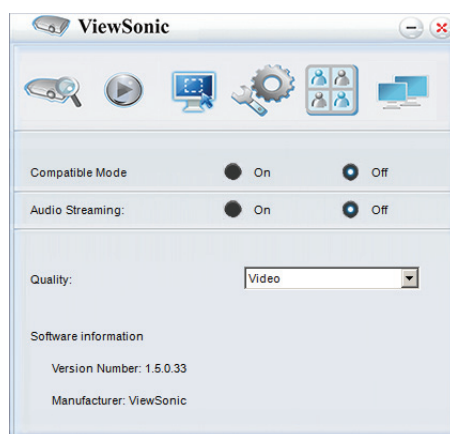 ViewSonic
Compatible Mode On Off
Audio Streaming: On Off
Quality: Video
Software information
Version Number: 1.5.0.33
Manufacturer: ViewSonic